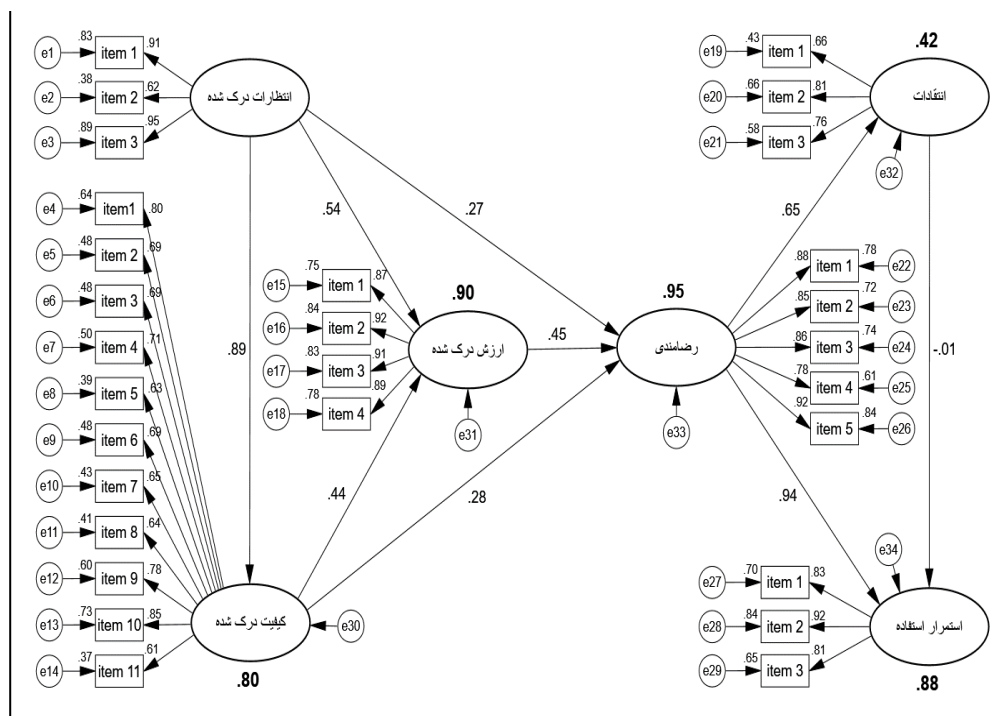 e1 .83 item 1 .91
e2 .38 item 2 .62
e3 .89 item 3 .95
انتظارات درک شده
e4 .64 item1 .80
e5 .48 item 2 .69
e6 .48 item 3 .69
e7 .50 item 4 .71
e8 .39 item 5 .63
e9 .48 item 6 .69
e10 .43 item 7 .65
e11 .41 item 8 .64
e12 .60 item 9 .78
e13 .73 item 10 .85
e14 .37 item 11 .61
کیفیت درک شده
e30
.80
.89
.54
.27
.44
.28
e15 .75 item 1 .87
e16 .84 item 2 .92
e17 .83 item 3 .91
e18 .78 item 4 .89
.90
ارزش درک شده
e31
.45
.95
رضامندی
e33
.65
.94
e19 .43 item 1 .66
e20 .66 item 2 .81
e21 .58 item 3 .76
.42
انتقادات
e32
.88 item 1 .78 e22
.85 item 2 .72 e23
.86 item 3 .74 e24
.78 item 4 .61 e25
.92 item 5 .84 e26
-.01
e34
e27 .70 item 1 .83
e28 .84 item 2 .92
e29 .65 item 3 .81
استمرار استفاده
.88